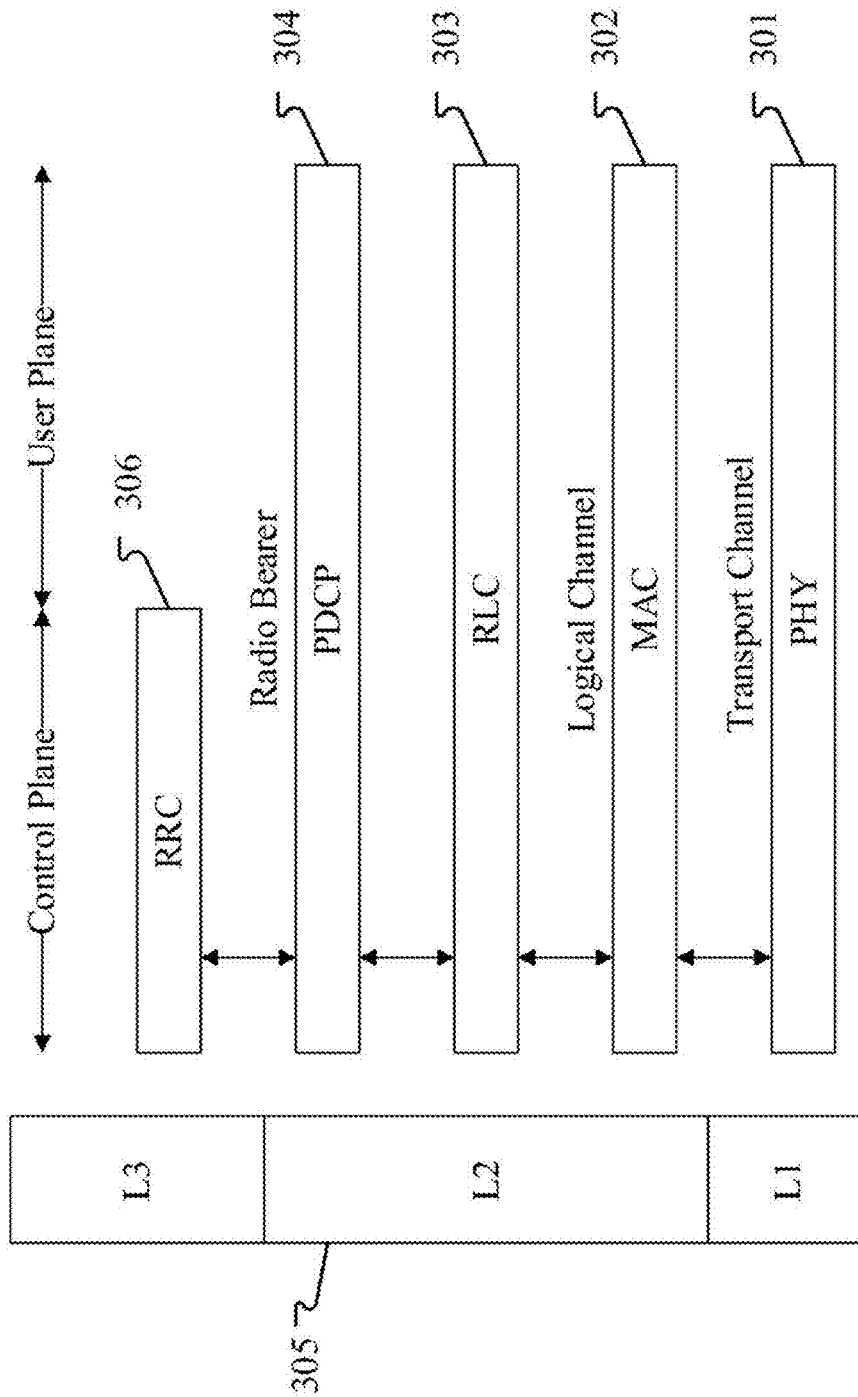 Control Plane
User Plane
RRC
306
L3
Radio Bearer
PDCP
304
305
L2
RLC
303
Logical Channel
MAC
302
Transport Channel
L1
PHY
301